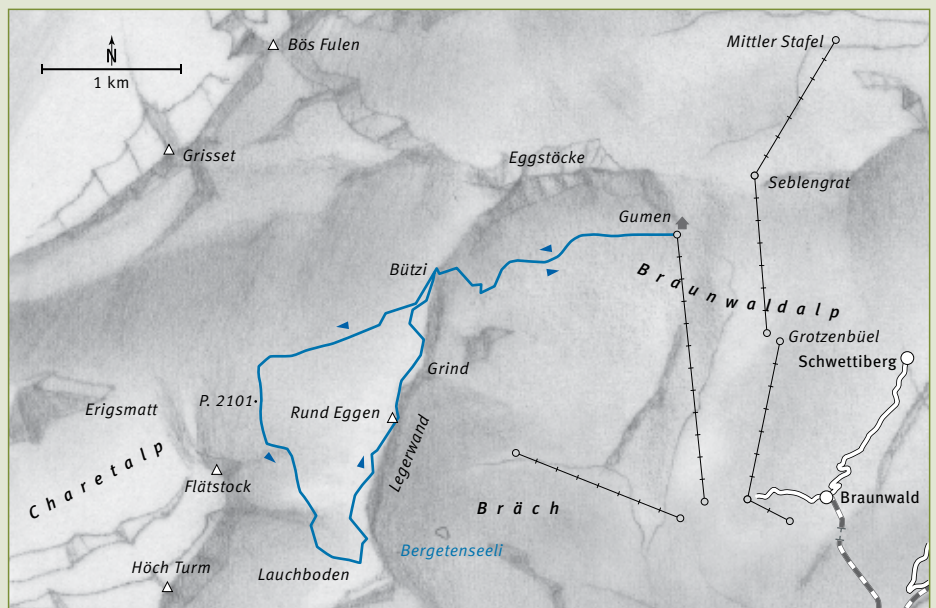 Bös Fulen
Mittler Stafel
N
1 km
Grisset
Eggstöcke
Seblengrat
Gumen
Bützi
Braunwaldalp
Grotzenbüel
Schwettiberg
Grind
P. 2101
Erigsmatt
Rund Eggen
Legerwand
Charetalp
Flätstock
Bräch
Braunwald
Bergetenseeli
Höch Turm
Lauchboden